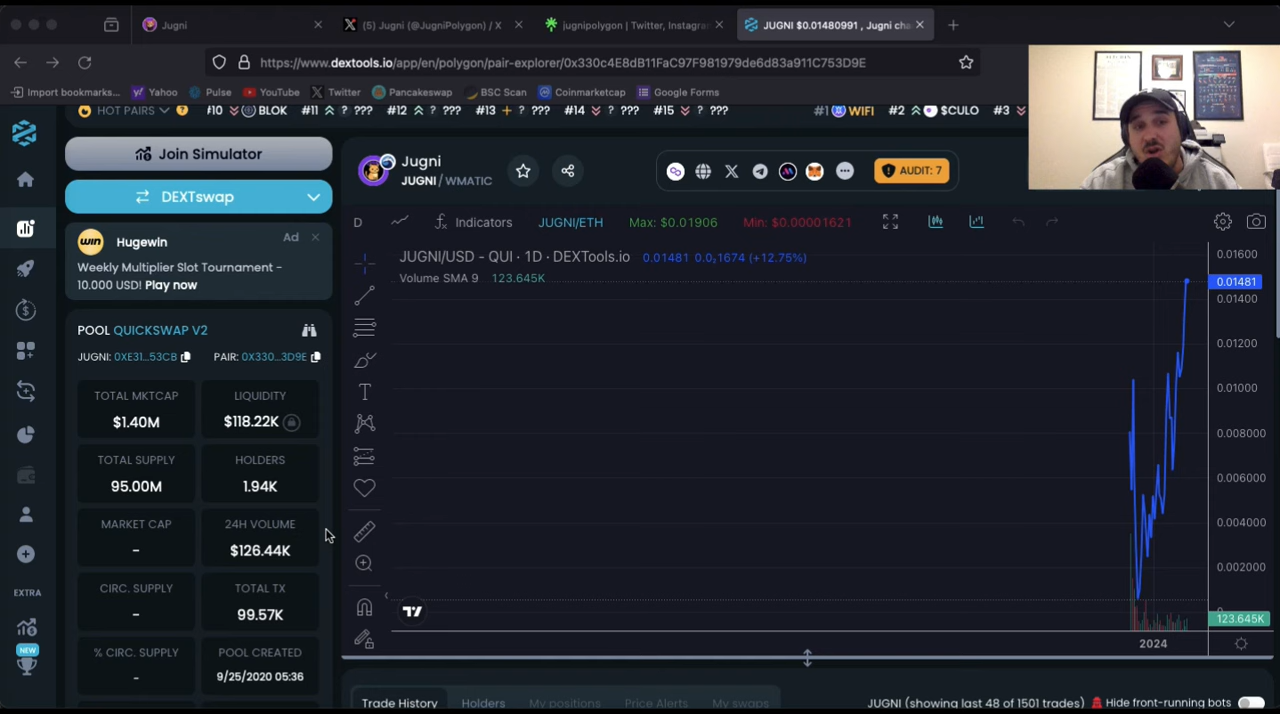 Jugni
(5) Jugni (@JugniPolygon) / X
jugnipolygon | Twitter, Instagra
JUGNI $0.01480991 , Jugni cha
https://www.dextools.io/app/en/polygon/pair-explorer/0x330c4E8dB11FaC97F981979de6d83a911C753D9E
Import bookmarks...
Yahoo
Pulse
YouTube
Twitter
Pancakeswap
BSC Scan
Coinmarketcap
Google Forms
HOT PAIRS
#10 BLOK #11 ? ??? #12 ? ??? #13 ? ??? #14 ? ??? #15 ? ???
#1 WIFI #2 $CULO #3
Join Simulator
DEXTswap
WIN
Hugewin
Ad
Weekly Multiplier Slot Tournament -
10.000 USD! Play now
POOL QUICKSWAP V2
JUGNI: 0XE31...53CB PAIR: 0X330...3D9E
TOTAL MKTCAP
$1.40M
LIQUIDITY
$118.22K
TOTAL SUPPLY
95.00M
HOLDERS
1.94K
MARKET CAP
-
24H VOLUME
$126.44K
CIRC. SUPPLY
-
TOTAL TX
99.57K
% CIRC. SUPPLY
-
POOL CREATED
9/25/2020 05:36
EXTRA
NEW
Jugni
JUGNI / WMATIC
AUDIT: 7
D
Indicators
JUGNI/ETH
Max: $0.01906
Min: $0.00001621
JUGNI/USD - QUI · 1D · DEXTools.io 0.01481 0.0₂1674 (+12.75%)
Volume SMA 9 123.645K
0.01600
0.01481
0.01400
0.01200
0.01000
0.008000
0.006000
0.004000
0.002000
0
123.645K
2024
Trade History
Holders
My positions
Price Alerts
My swaps
JUGNI (showing last 48 of 1501 trades)
Hide front-running bots